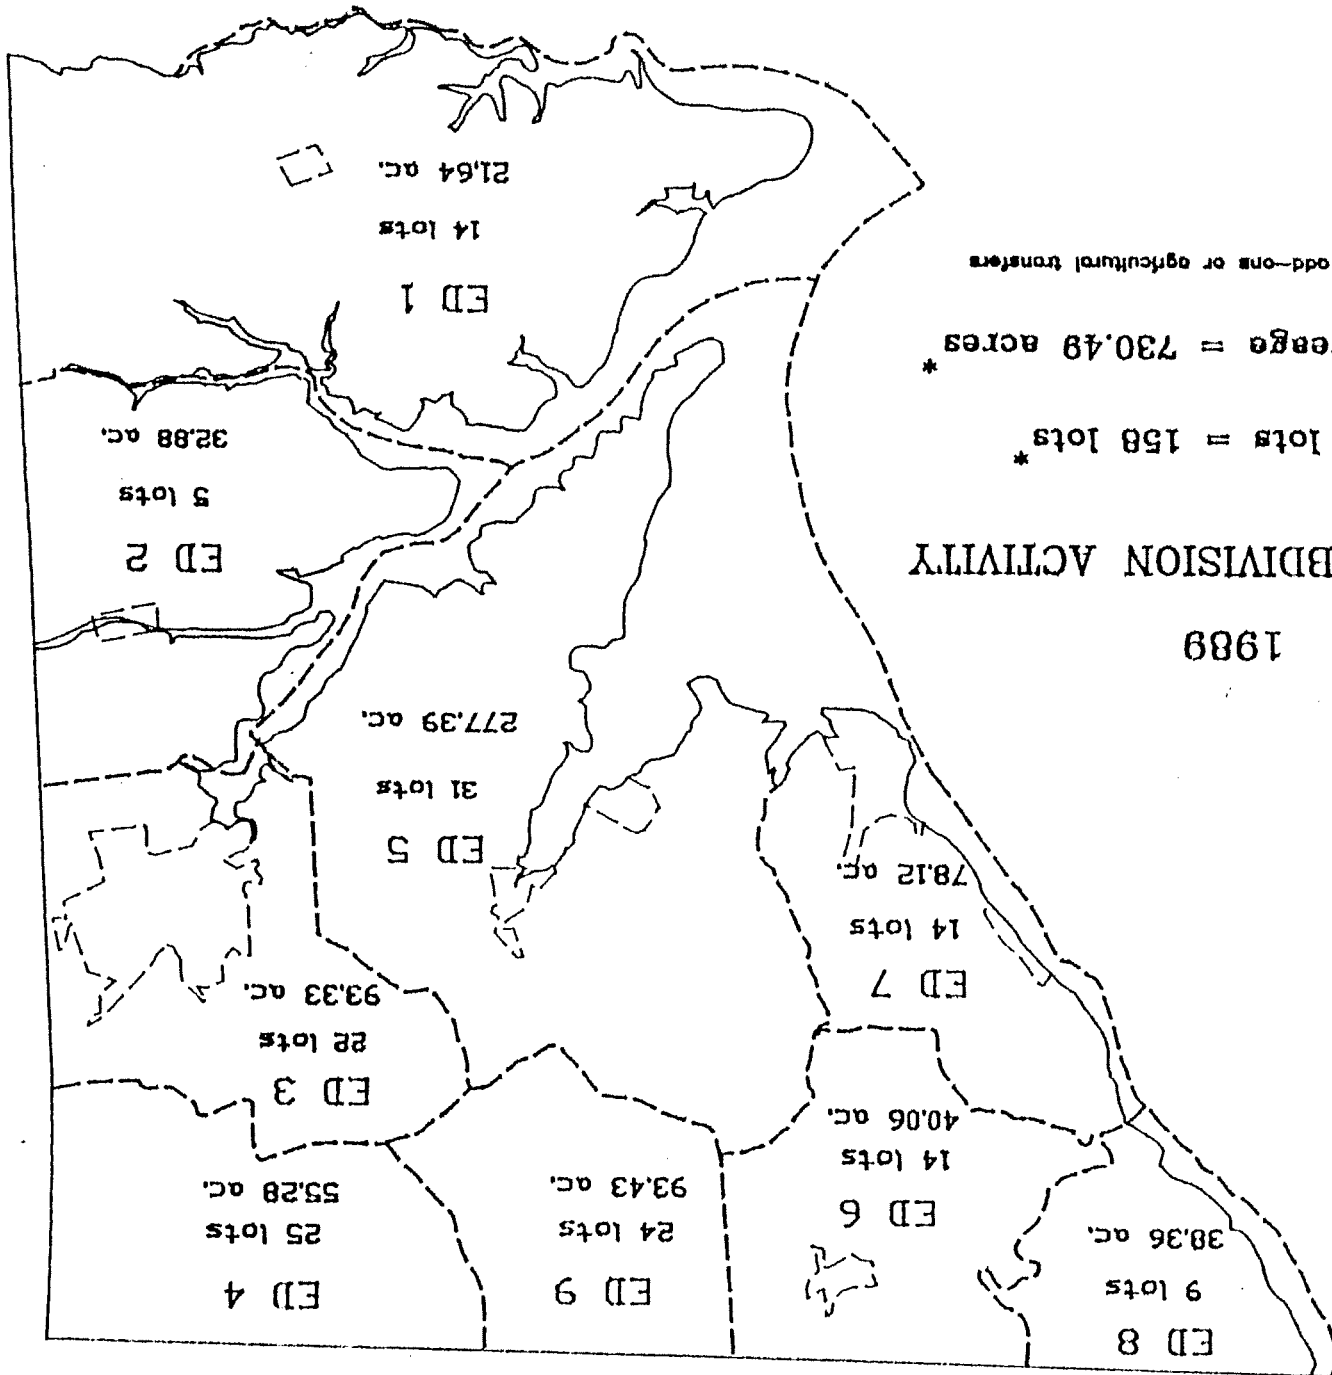 ED 8
9 lots
38.36 ac.
ED 6
14 lots
40.06 ac.
ED 9
24 lots
93.43 ac.
ED 4
25 lots
55.28 ac.
ED 7
14 lots
78.12 ac.
ED 3
22 lots
93.33 ac.
ED 5
31 lots
277.39 ac.
1989
BDIVISION ACTIVITY
lots = 158 lots*
eage = 730.49 acres*
add-ons or agricultural transfers
ED 2
5 lots
32.88 ac.
ED 1
14 lots
21.64 ac.